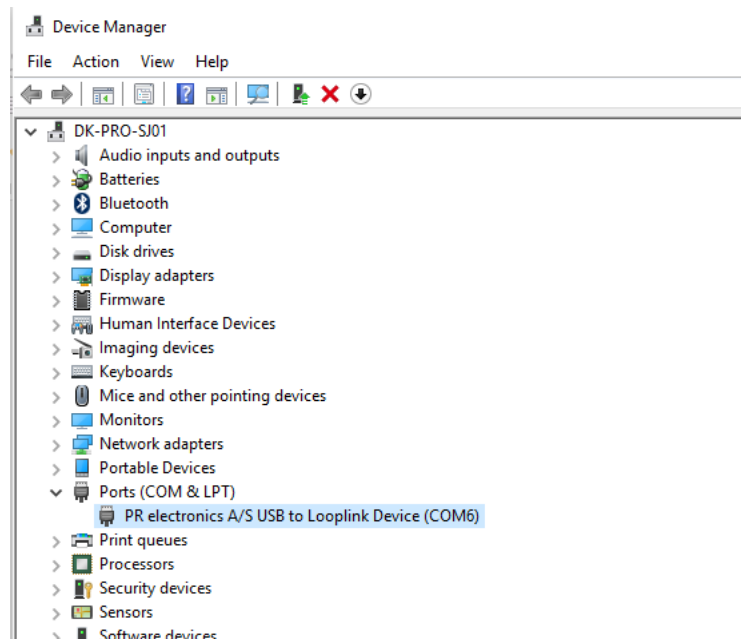 Device Manager
File Action View Help
DK-PRO-SJ01
Audio inputs and outputs
Batteries
Bluetooth
Computer
Disk drives
Display adapters
Firmware
Human Interface Devices
Imaging devices
Keyboards
Mice and other pointing devices
Monitors
Network adapters
Portable Devices
Ports (COM & LPT)
PR electronics A/S USB to Looplink Device (COM6)
Print queues
Processors
Security devices
Sensors
Software devices